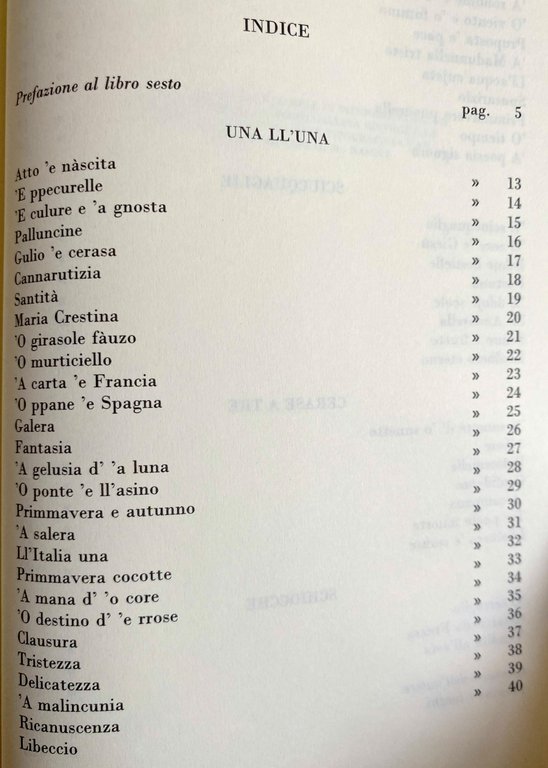 INDICE
Prefazione al libro sesto pag. 5
UNA LL'UNA
Atto 'e nàscita » 13
'E ppecurelle » 14
'E culure e 'a gnosta » 15
Palluncine » 16
Gulio 'e cerasa » 17
Cannarutizia » 18
Santità » 19
Maria Crestina » 20
'O girasole fàuzo » 21
'O murticiello » 22
'A carta 'e Francia » 23
'O ppane 'e Spagna » 24
Galera » 25
Fantasia » 26
'A gelusia d' 'a luna » 27
'O ponte 'e ll'asino » 28
Primmavera e autunno » 29
'A salera » 30
Ll'Italia una » 31
Primmavera cocotte » 32
'A mana d' 'o core » 33
'O destino d' 'e rrose » 34
Clausura » 35
Tristezza » 36
Delicatezza » 37
'A malincunia » 38
Ricanuscenza » 39
Libeccio » 40